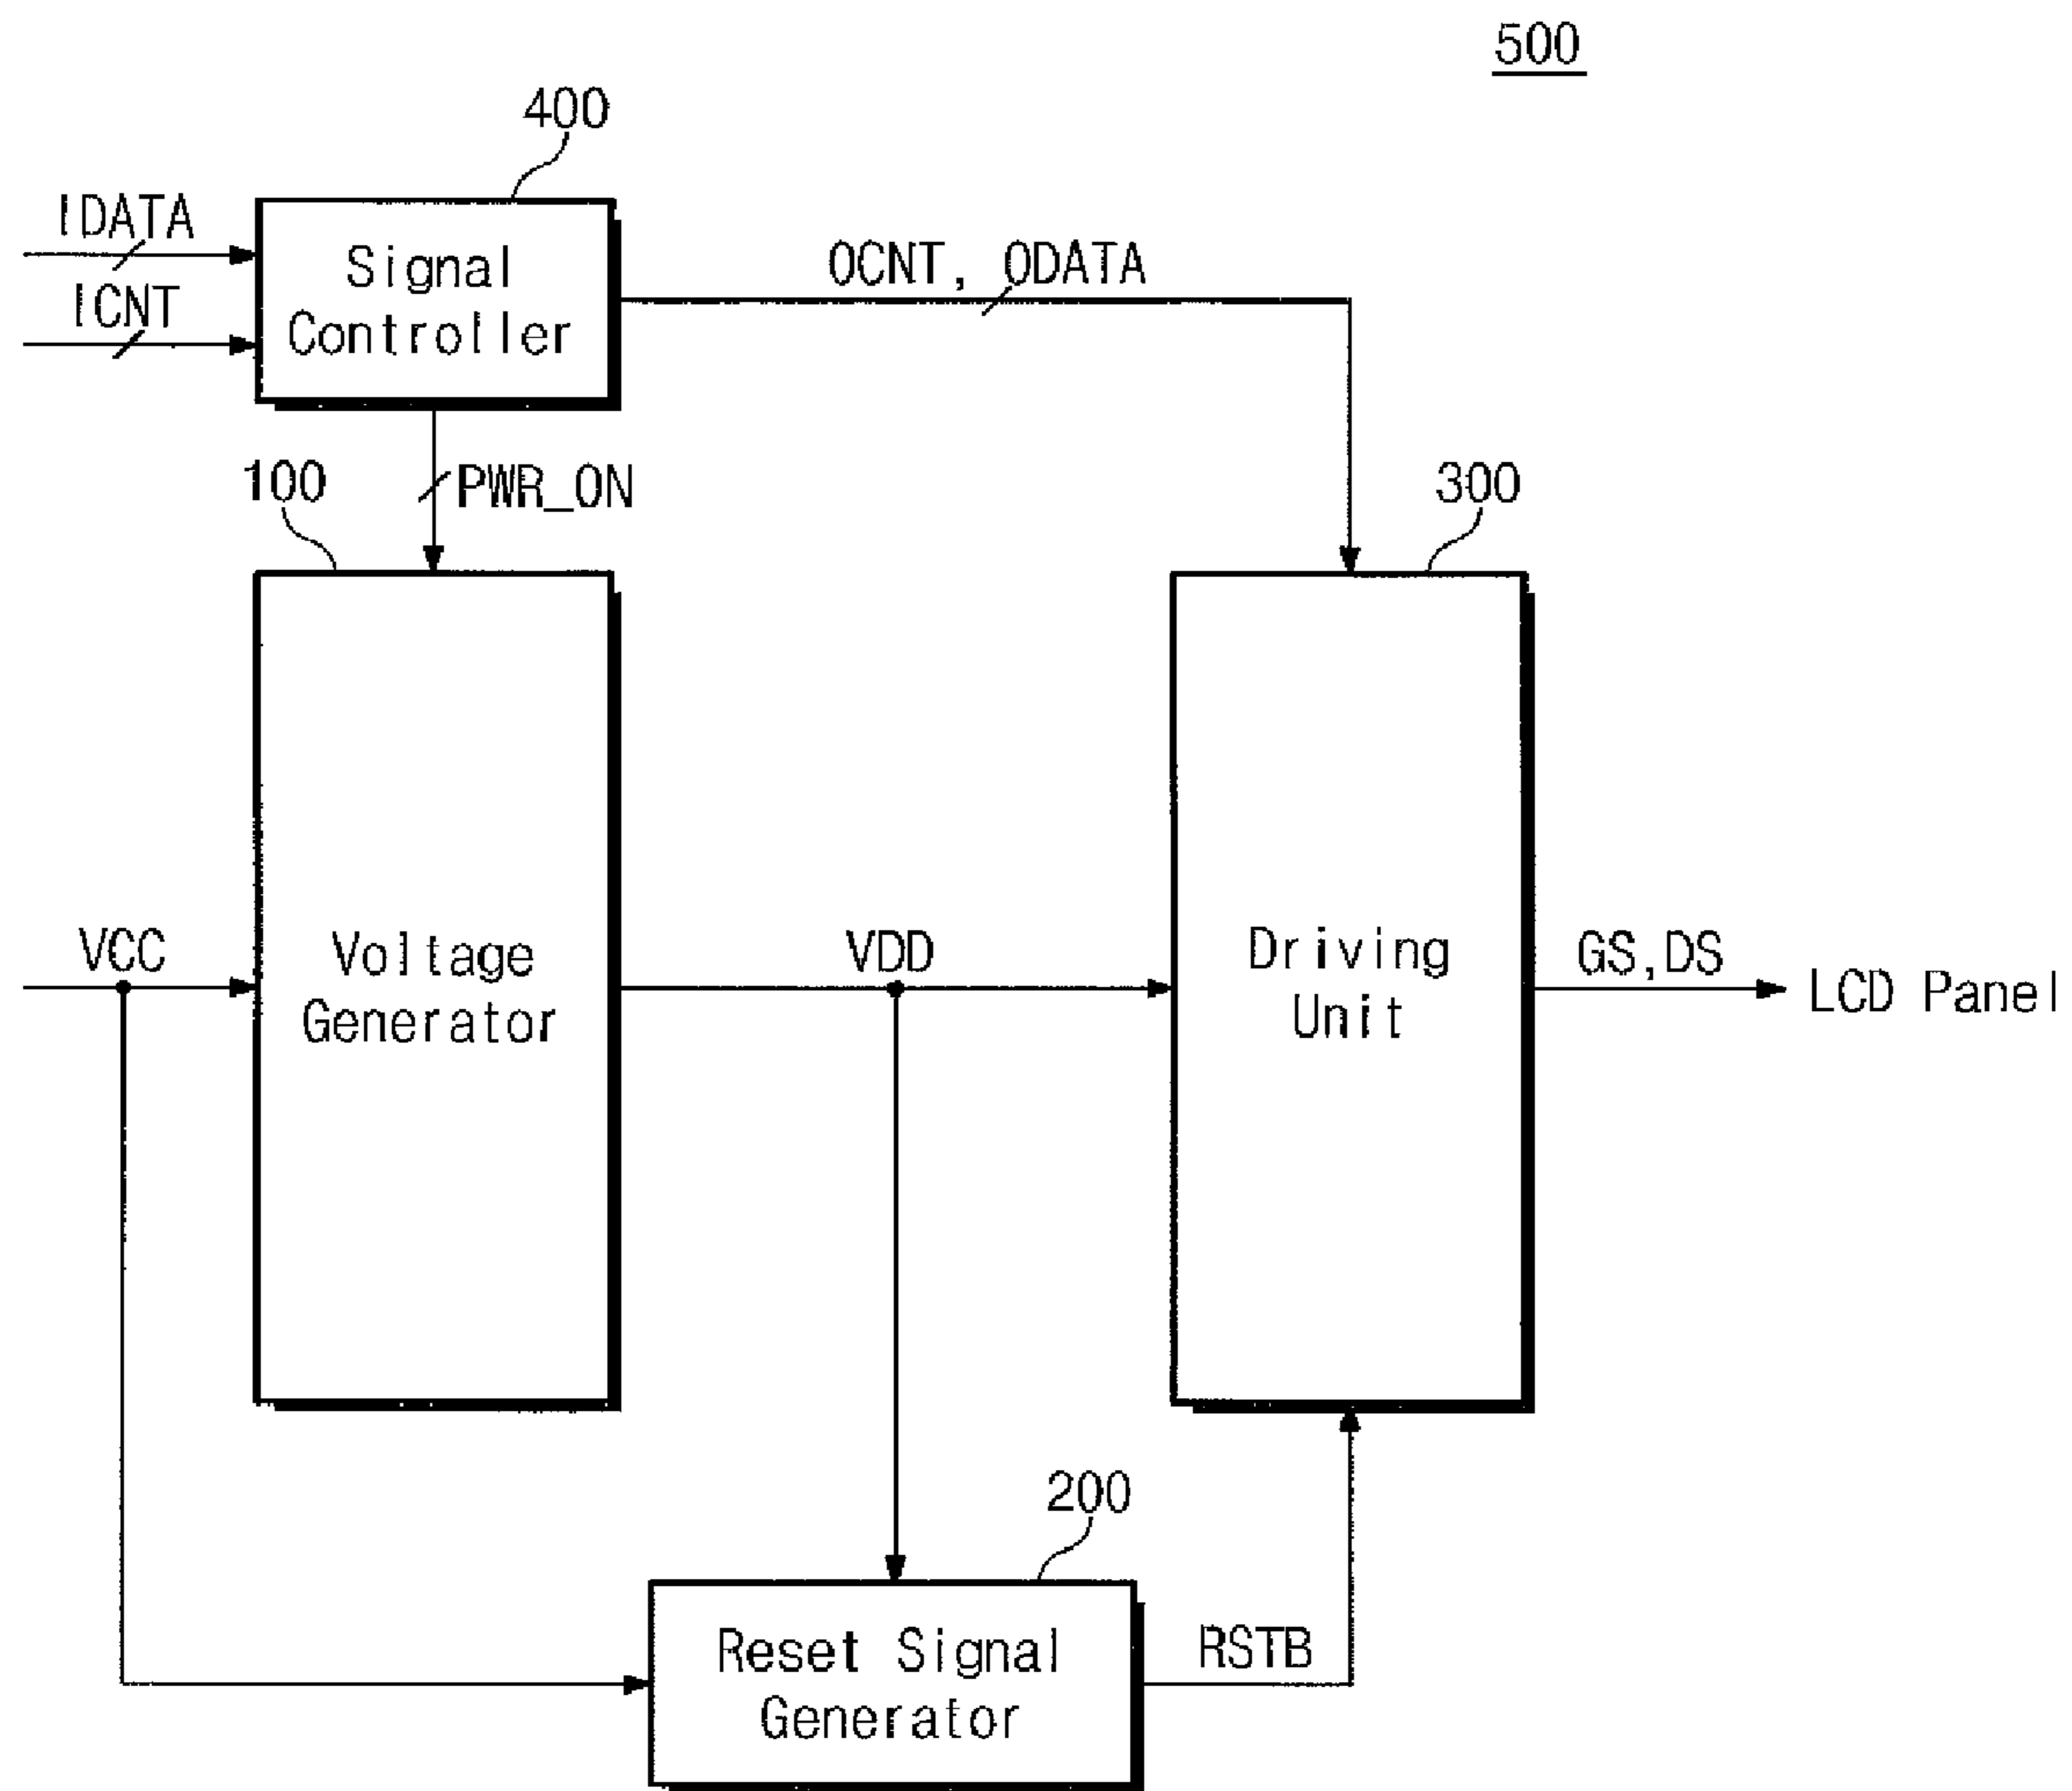 500
400
IDATA
Signal
Controller
ICNT
OCNT, ODATA
100
PWR_ON
300
VCC
Voltage
Generator
VDD
Driving
Unit
GS,DS
LCD Panel
200
Reset Signal
Generator
RSTB